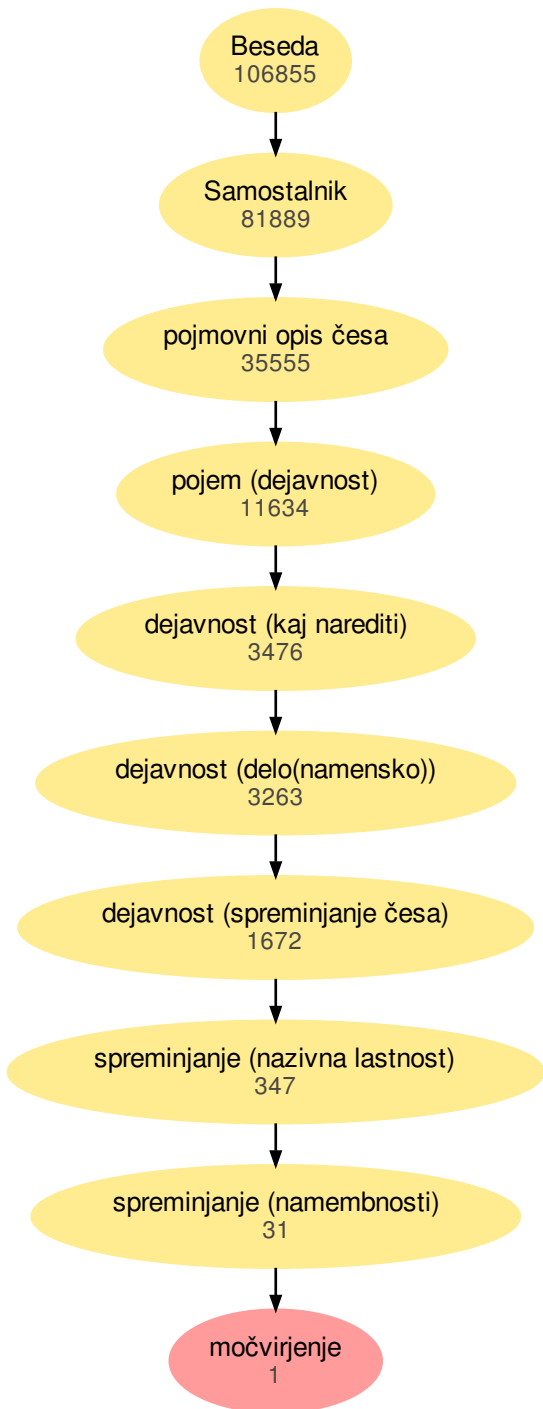 Beseda
106855
Samostalnik
81889
pojmovni opis česa
35555
pojem (dejavnost)
11634
dejavnost (kaj narediti)
3476
dejavnost (delo(namensko))
3263
dejavnost (spreminjanje česa)
1672
spreminjanje (nazivna lastnost)
347
spreminjanje (namembnosti)
31
močvirjenje
1